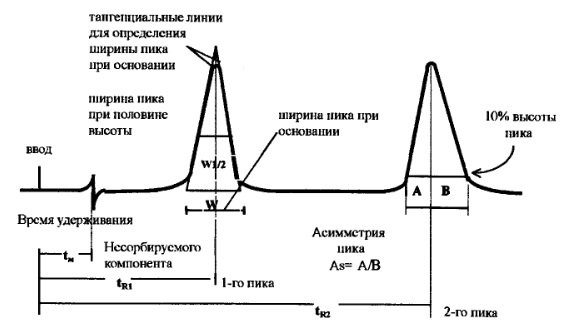 тангенциальные линии
для определения
ширины пика
при основании
ширина пика
при половине
высоты
ширина пика при
основании
10% высоты
пика
ввод
W1/2
W
A B
Время удерживания
Несорбируемого
компонента
tм
Асимметрия
пика
As= A/B
tR1
1-го пика
tR2
2-го пика